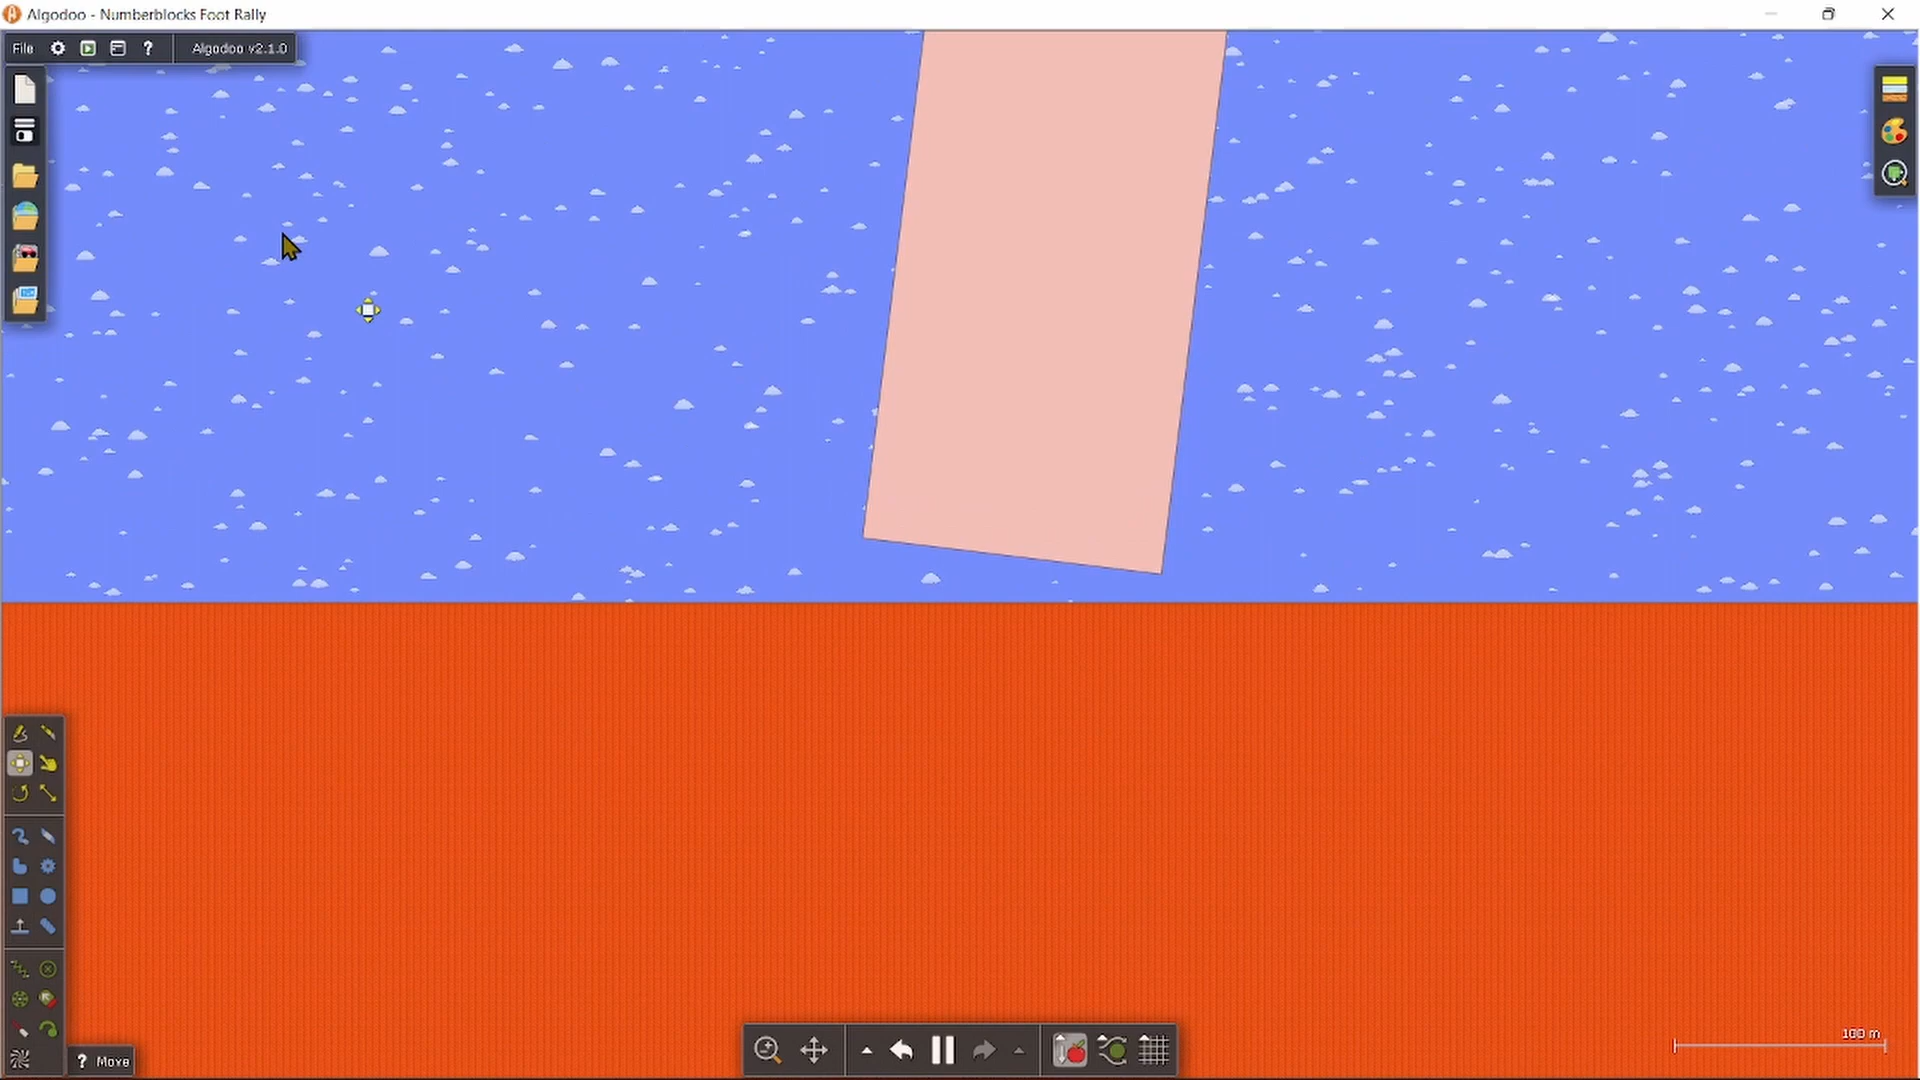 Algodoo - Numberblocks Foot Rally
File ? Algodoo v2.1.0
? Move
100 m